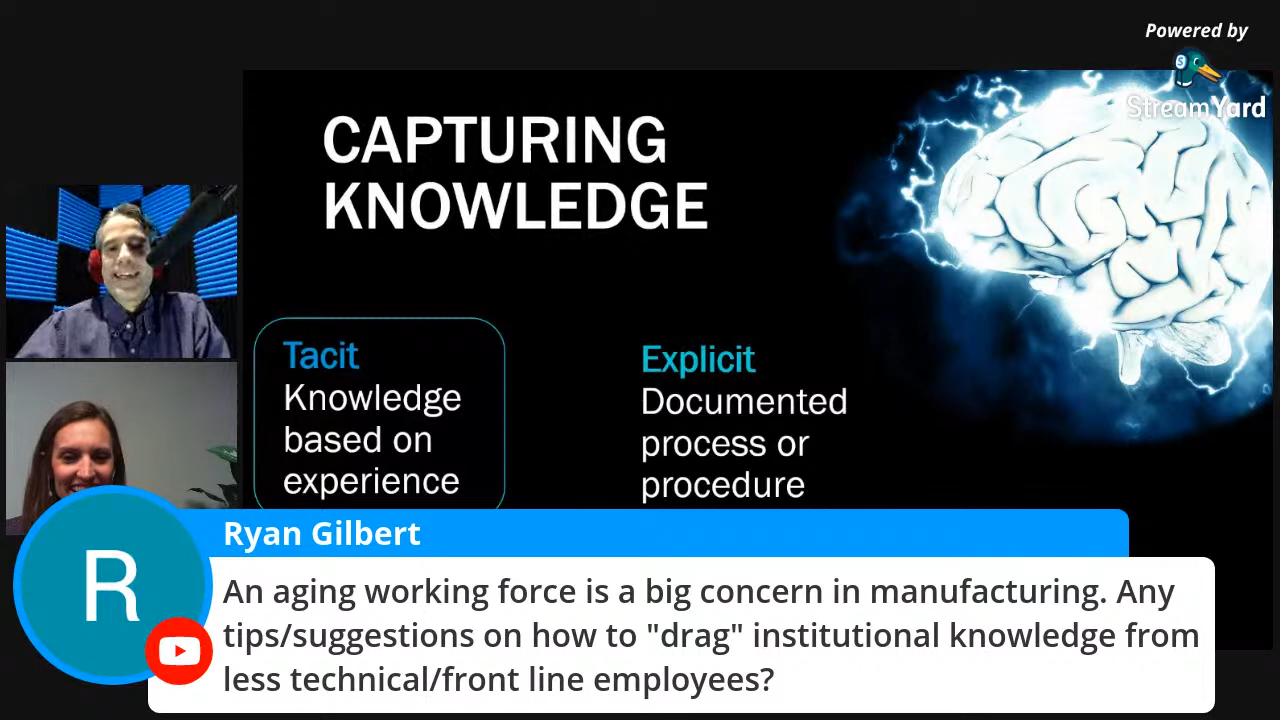 Powered by
StreamYard
CAPTURING
KNOWLEDGE
Tacit
Knowledge
based on
experience
Explicit
Documented
process or
procedure
R
Ryan Gilbert
An aging working force is a big concern in manufacturing. Any
tips/suggestions on how to "drag" institutional knowledge from
less technical/front line employees?